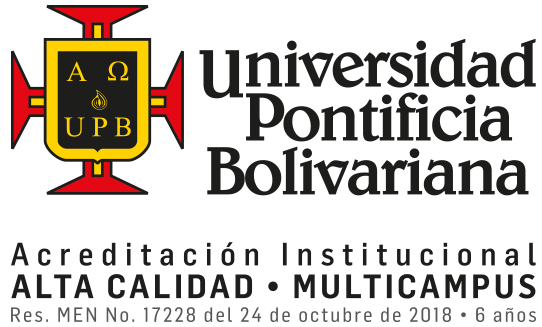 Α Ω
UPB
Universidad
Pontificia
Bolivariana
Acreditación Institucional
ALTA CALIDAD • MULTICAMPUS
Res. MEN No. 17228 del 24 de octubre de 2018 • 6 años